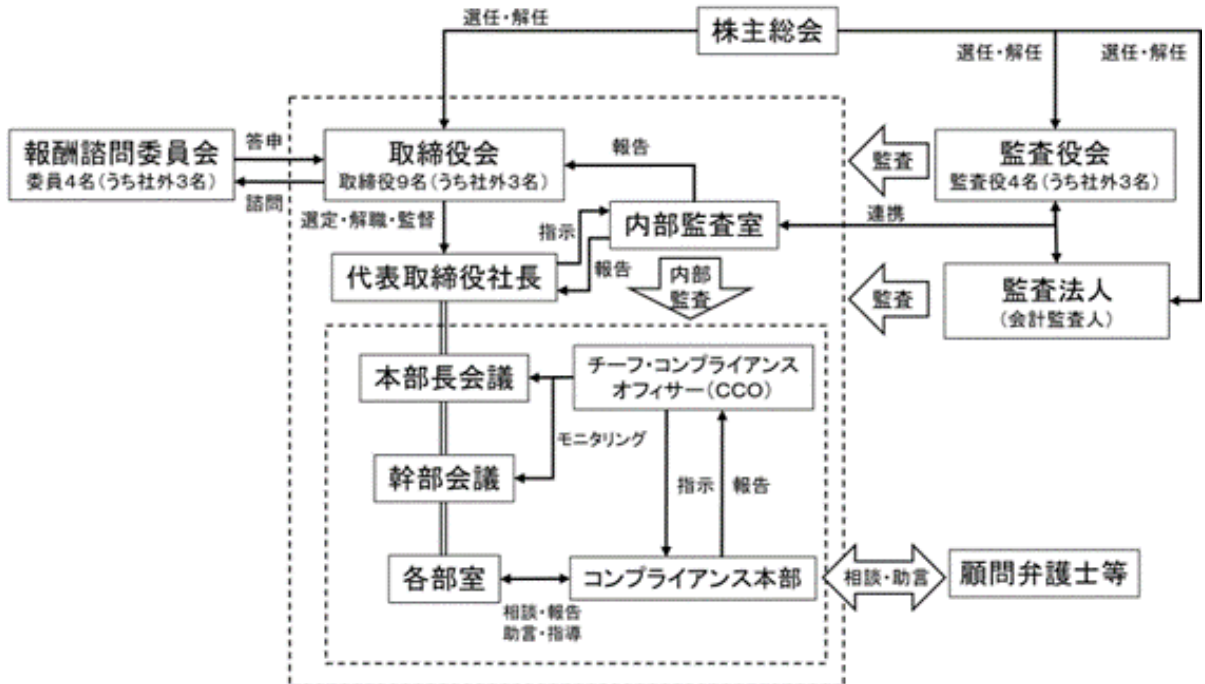 選任・解任
株主総会
選任・解任
選任・解任
報酬諮問委員会
委員4名(うち社外3名)
答申
諮問
取締役会
取締役9名(うち社外3名)
報告
監査
監査役会
監査役4名(うち社外3名)
選定・解職・監督
指示
内部監査室
連携
代表取締役社長
報告
内部
監査
監査
監査法人
(会計監査人)
本部長会議
チーフ・コンプライアンス
オフィサー(CCO)
モニタリング
幹部会議
指示
報告
各部室
コンプライアンス本部
相談・助言
顧問弁護士等
相談・報告
助言・指導